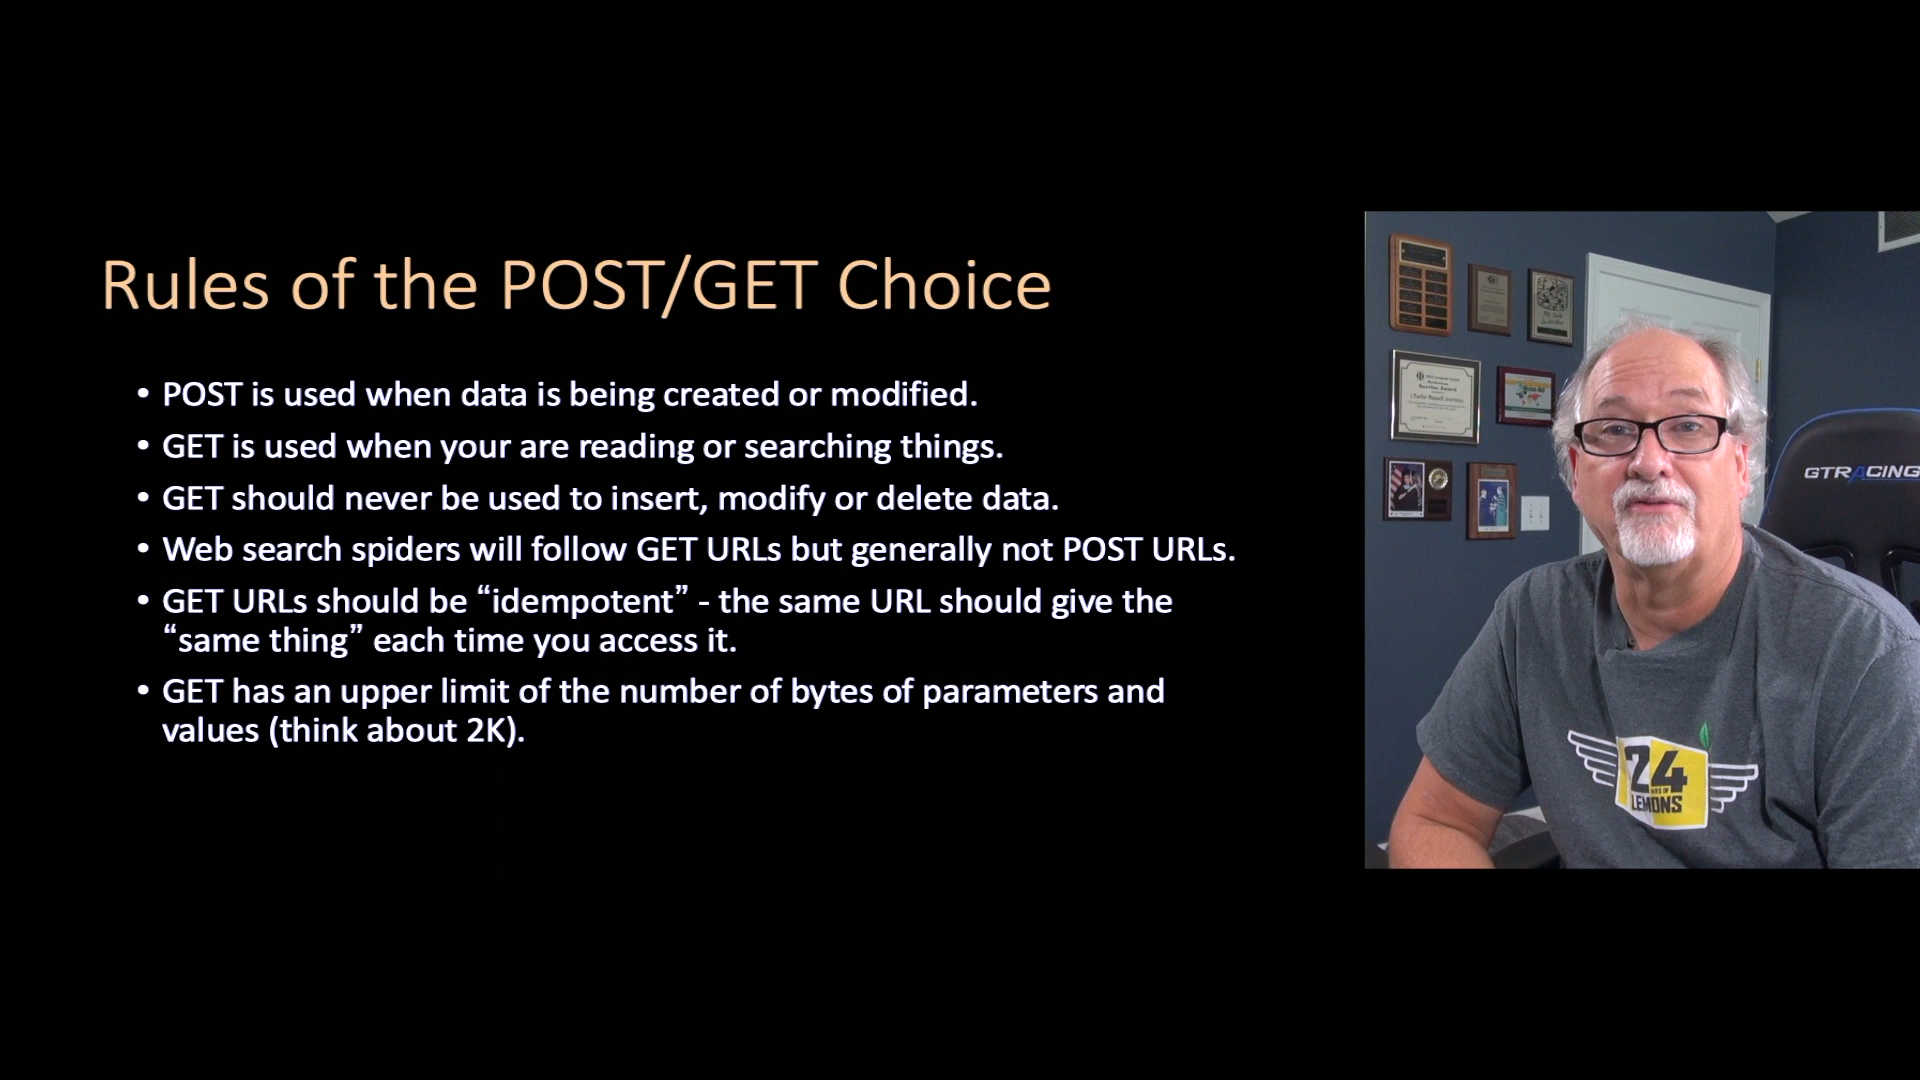 Rules of the POST/GET Choice
• POST is used when data is being created or modified.
• GET is used when your are reading or searching things.
• GET should never be used to insert, modify or delete data.
• Web search spiders will follow GET URLs but generally not POST URLs.
• GET URLs should be “idempotent” - the same URL should give the
“same thing” each time you access it.
• GET has an upper limit of the number of bytes of parameters and
values (think about 2K).
Service Award
GTRACING
24
HRS OF
LEMONS